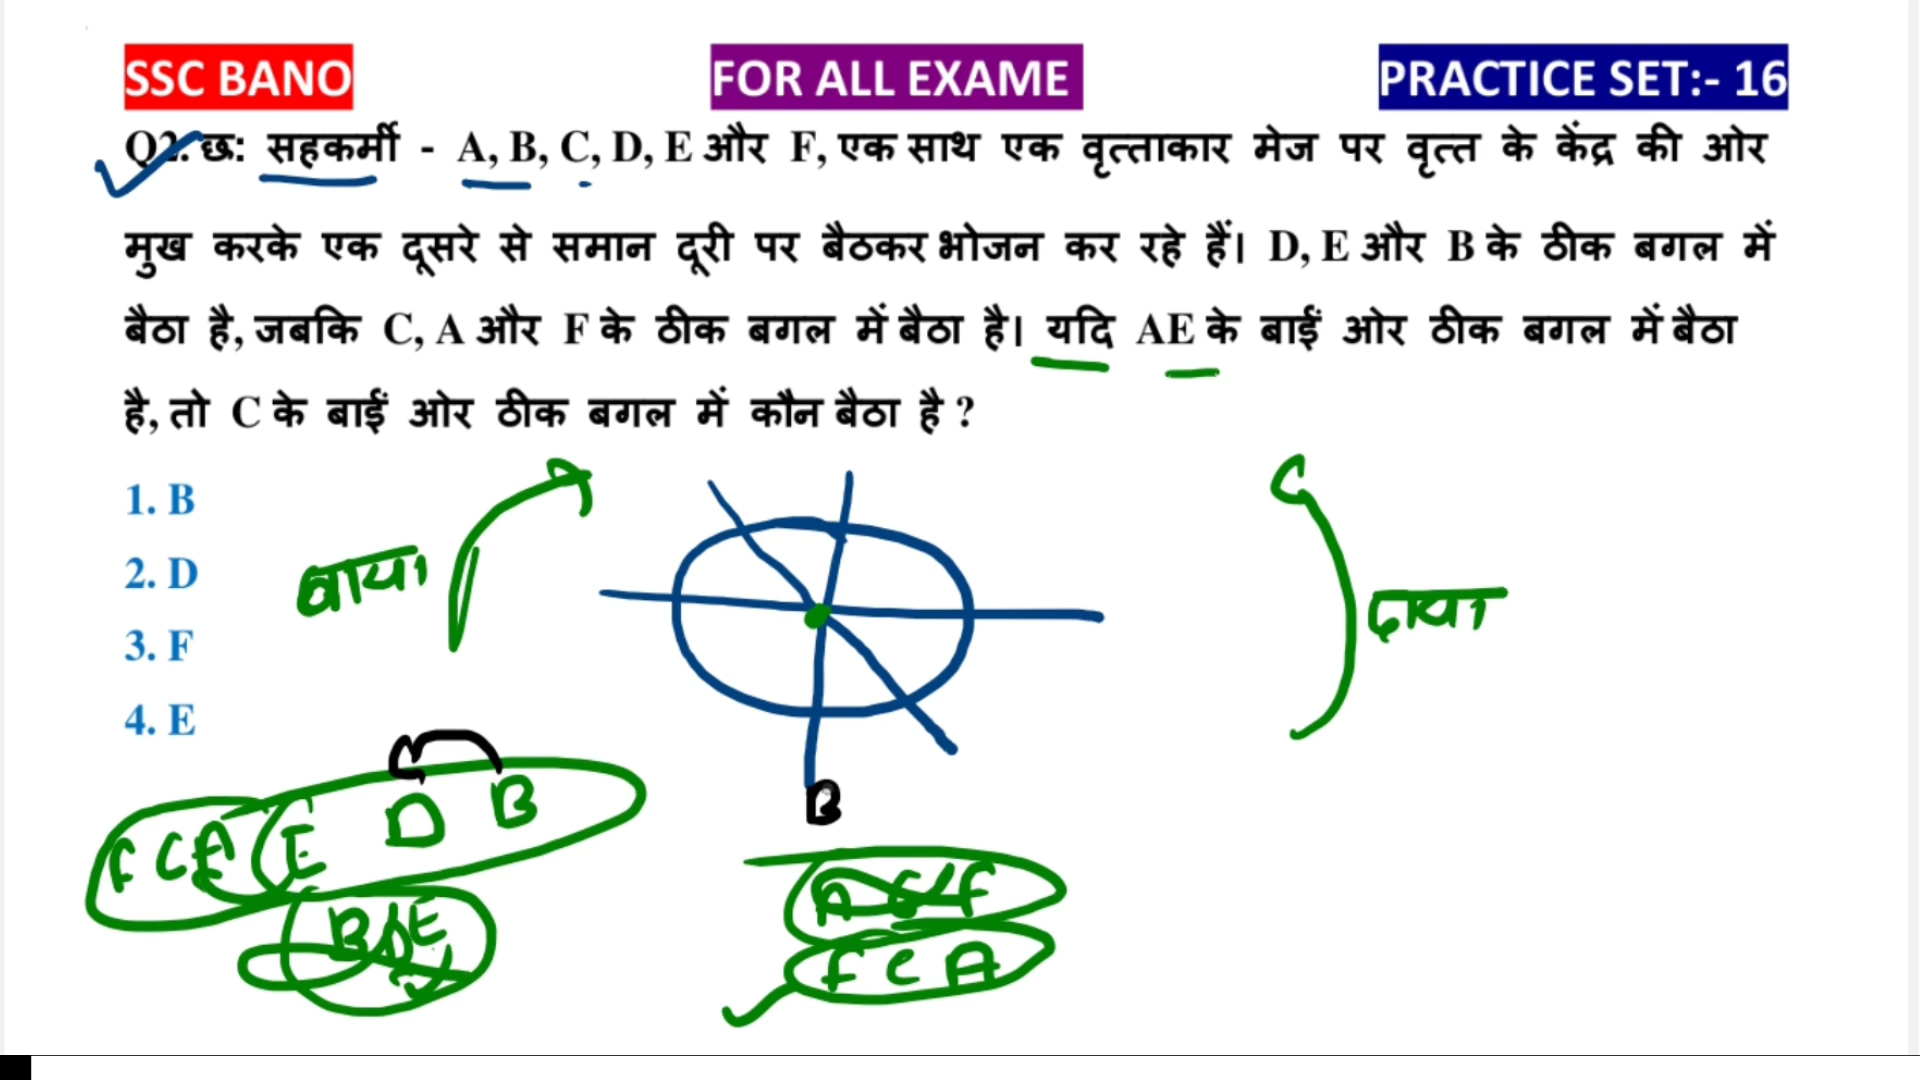 SSC BANO FOR ALL EXAME PRACTICE SET:- 16
Q2. छ: सहकर्मी - A, B, C, D, E और F, एक साथ एक वृत्ताकार मेज पर वृत्त के केंद्र की ओर
मुख करके एक दूसरे से समान दूरी पर बैठकर भोजन कर रहे हैं। D, E और B के ठीक बगल में
बैठा है, जबकि C, A और F के ठीक बगल में बैठा है। यदि AE के बाईं ओर ठीक बगल में बैठा
है, तो C के बाईं ओर ठीक बगल में कौन बैठा है ?
1. B
2. D
3. F
4. E
बाया
दाया
B
F C A E D B
A C F
B D E
F C A